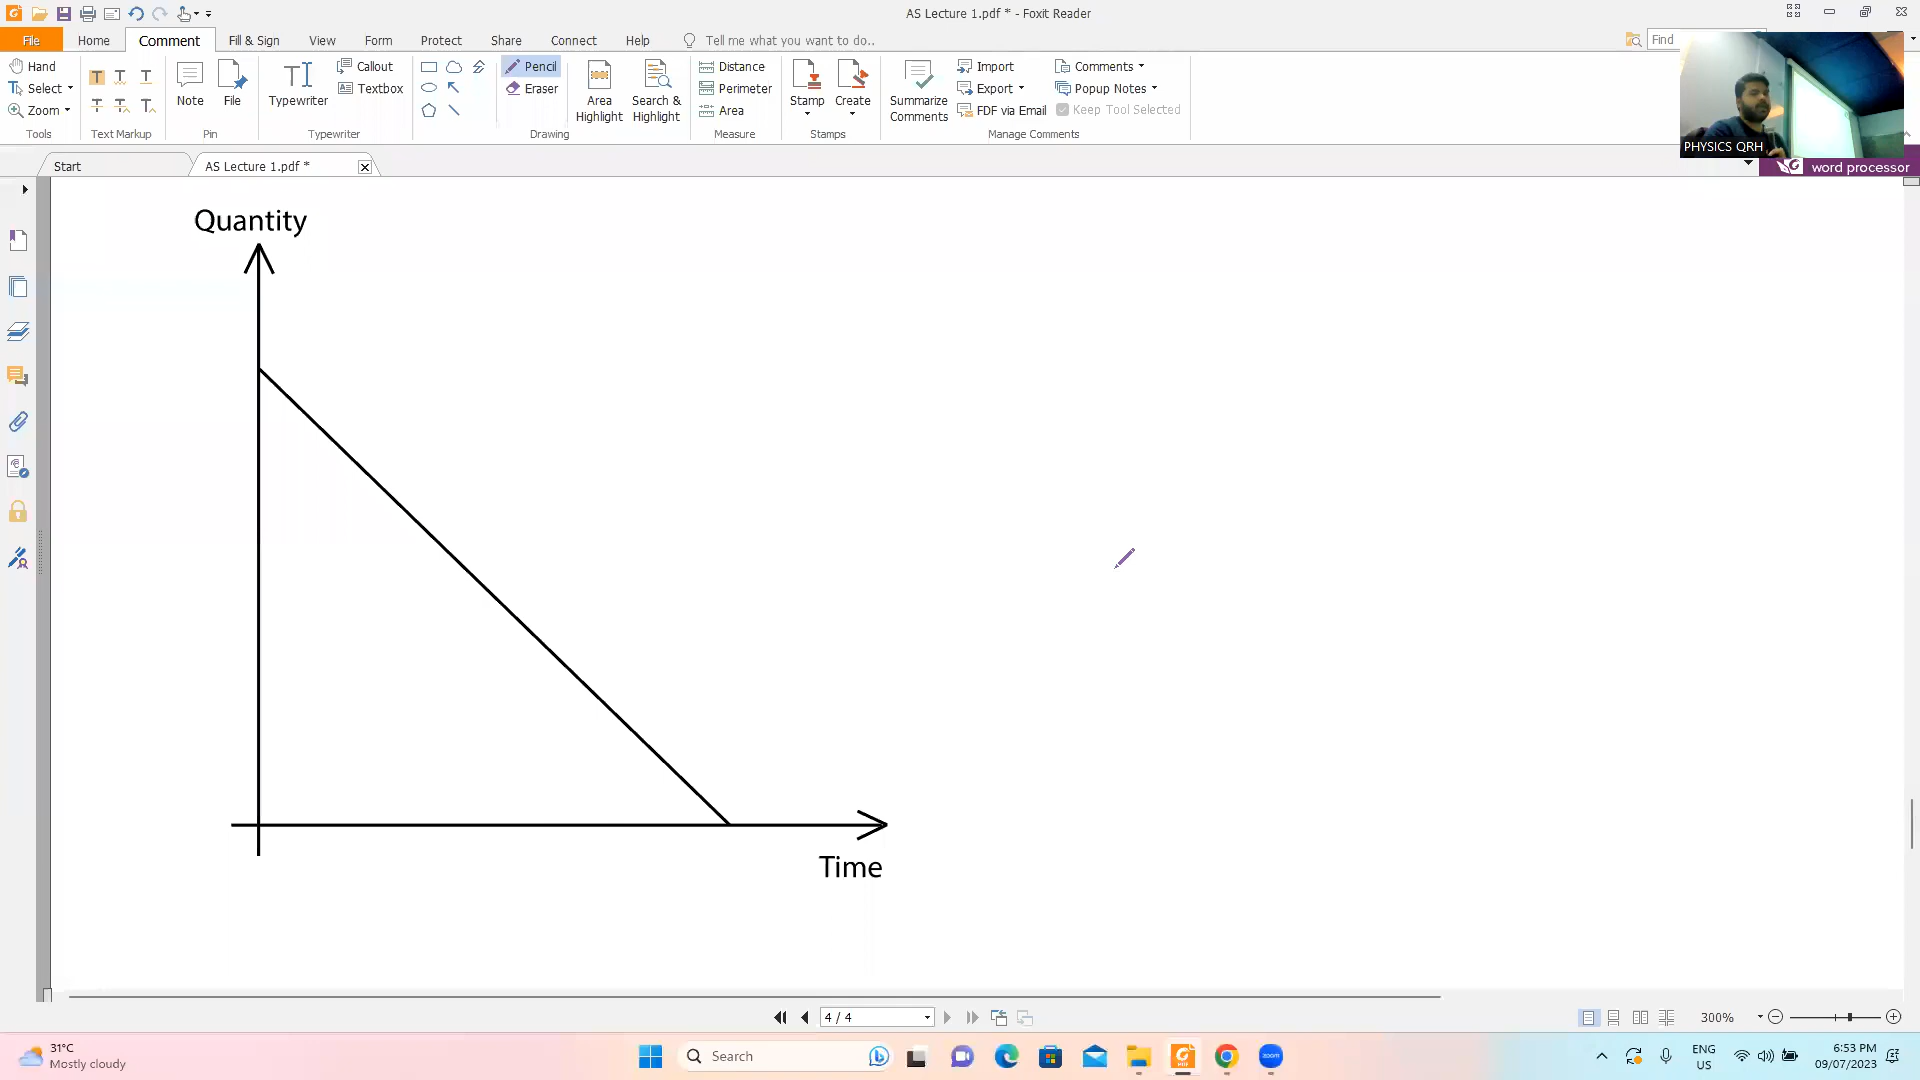 AS Lecture 1.pdf * - Foxit Reader
File Home Comment Fill & Sign View Form Protect Share Connect Help Tell me what you want to do.. Find
Hand
Select
Zoom
Tools
Text Markup
Note
File
Pin
Typewriter
Callout
Textbox
Typewriter
Pencil
Eraser
Drawing
Area
Highlight
Search &
Highlight
Distance
Perimeter
Area
Measure
Stamp
Create
Stamps
Summarize
Comments
Import
Export
FDF via Email
Comments
Popup Notes
Keep Tool Selected
Manage Comments
PHYSICS QRH
Start
AS Lecture 1.pdf *
word processor
Quantity
Time
4 / 4
300%
31°C
Mostly cloudy
Search
zoom
ENG
US
6:53 PM
09/07/2023